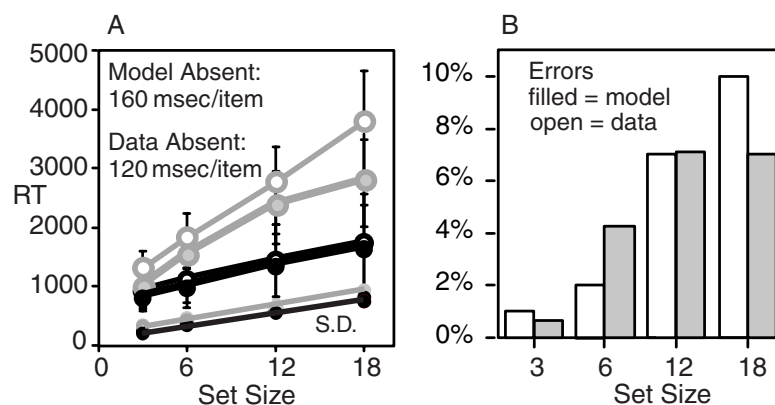 A
5000
4000
3000
RT
2000
1000
0
Model Absent:
160 msec/item
Data Absent:
120 msec/item
S.D.
0
6
12
18
Set Size
B
10%
8%
6%
4%
2%
0%
Errors
filled = model
open = data
3
6
12
18
Set Size